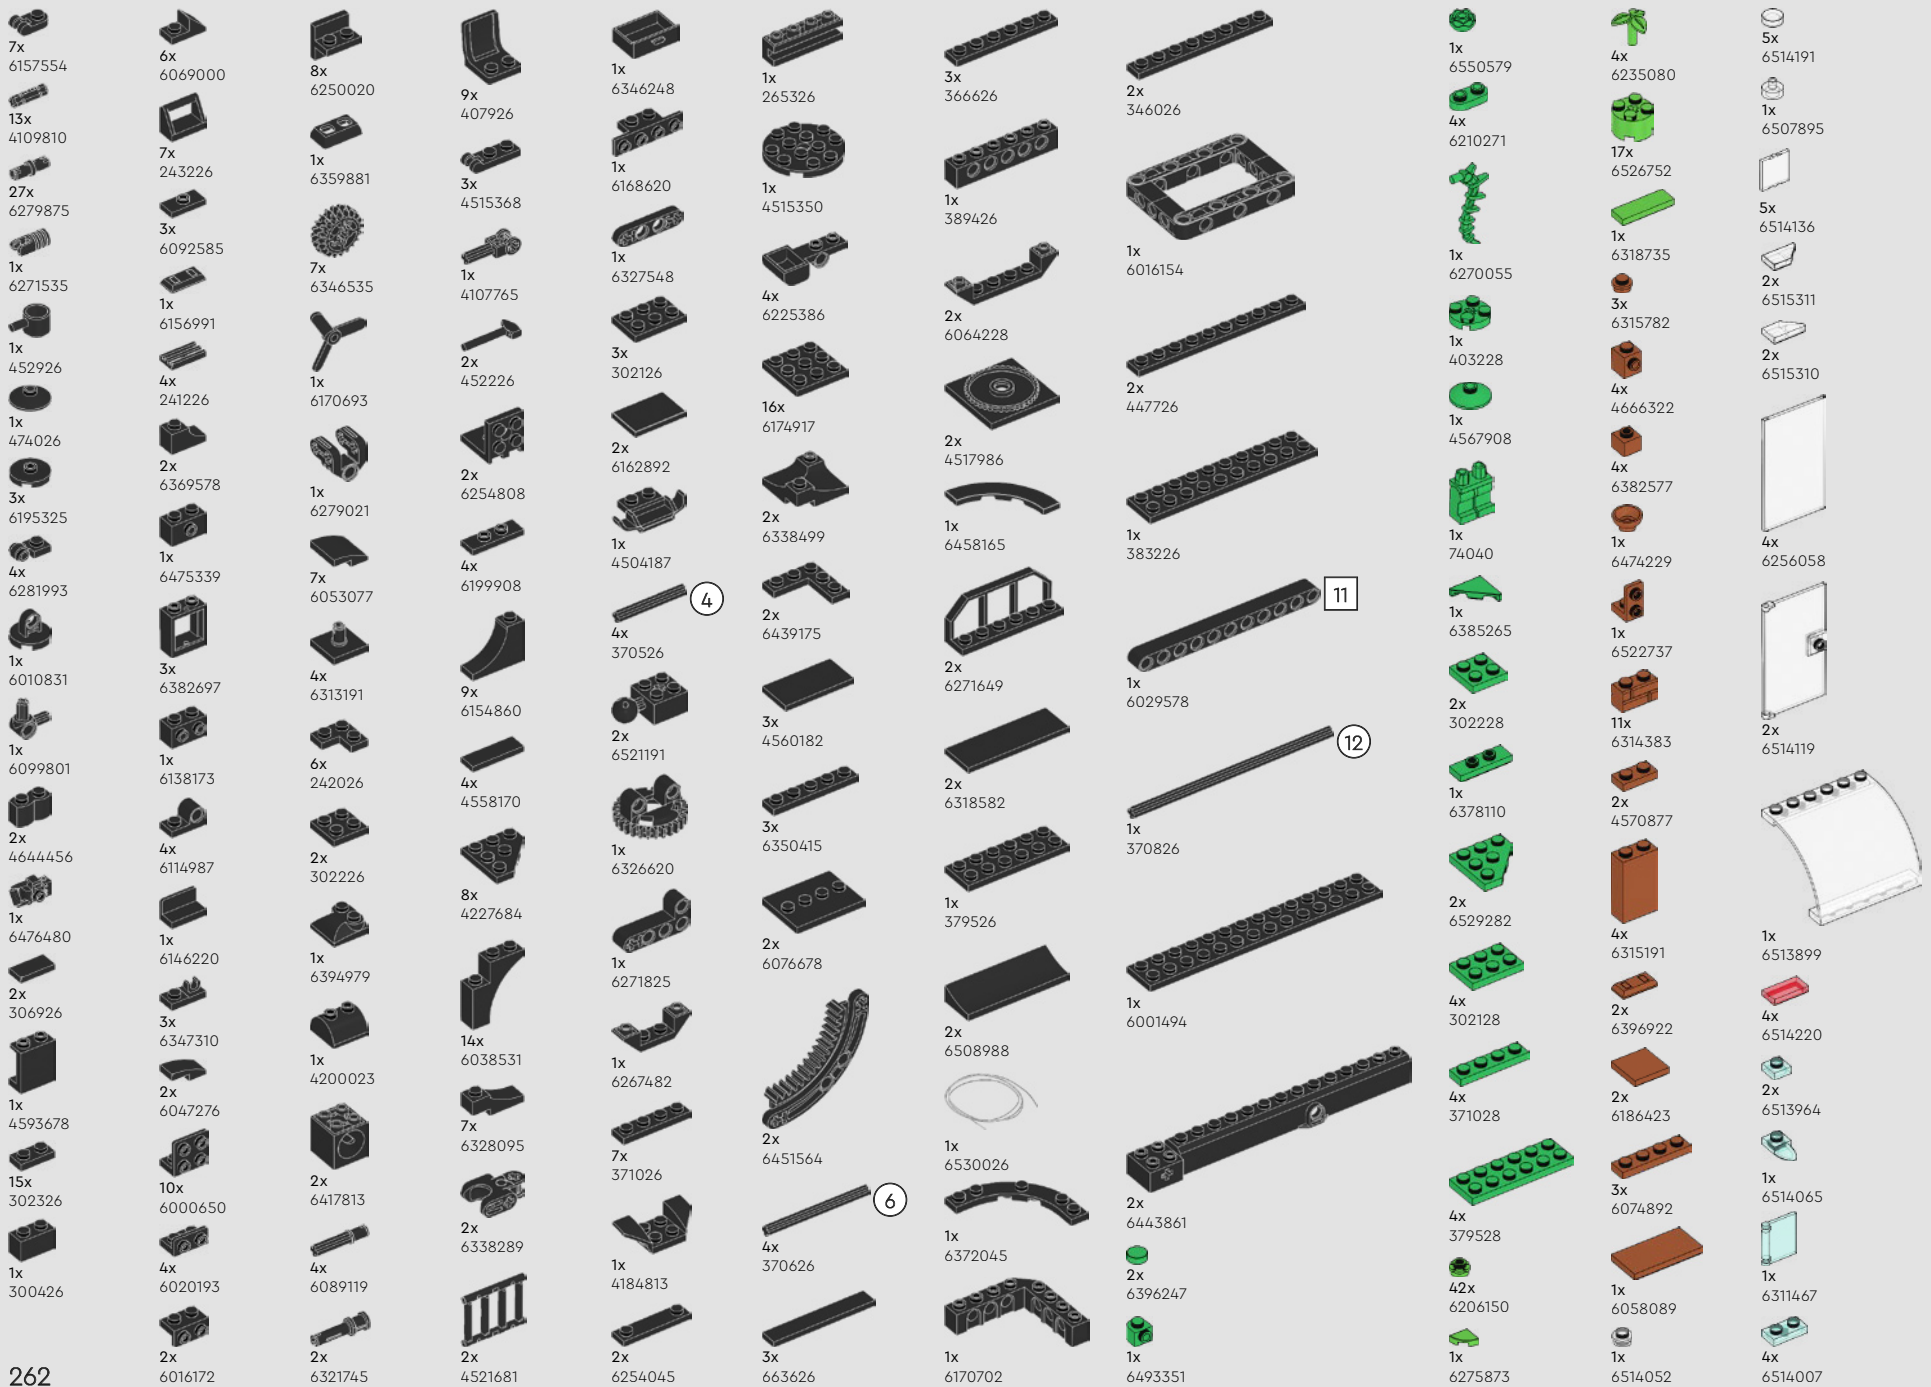 7x
6157554
13x
4109810
27x
6279875
1x
6271535
1x
452926
1x
474026
3x
6195325
4x
6281993
1x
6010831
1x
6099801
2x
4644456
1x
6476480
2x
306926
1x
4593678
15x
302326
1x
300426
262
6x
6069000
7x
243226
3x
6092585
1x
6156991
4x
241226
2x
6369578
1x
6475339
3x
6382697
1x
6138173
4x
6114987
1x
6146220
3x
6347310
2x
6047276
10x
6000650
4x
6020193
2x
6016172
8x
6250020
1x
6359881
7x
6346535
1x
6170693
1x
6279021
7x
6053077
4x
6313191
6x
242026
2x
302226
1x
6394979
1x
4200023
2x
6417813
4x
6089119
2x
6321745
9x
407926
3x
4515368
1x
4107765
2x
452226
2x
6254808
4x
6199908
9x
6154860
4x
4558170
8x
4227684
14x
6038531
7x
6328095
2x
6338289
2x
4521681
1x
6346248
1x
6168620
1x
6327548
3x
302126
2x
6162892
1x
4504187
4
4x
370526
2x
6521191
1x
6326620
1x
6271825
1x
6267482
7x
371026
1x
4184813
2x
6254045
1x
265326
1x
4515350
4x
6225386
16x
6174917
2x
6338499
2x
6439175
3x
4560182
3x
6350415
2x
6076678
2x
6451564
6
4x
370626
3x
663626
3x
366626
1x
389426
2x
6064228
2x
4517986
1x
6458165
2x
6271649
2x
6318582
1x
379526
2x
6508988
1x
6530026
1x
6372045
1x
6170702
2x
346026
1x
6016154
2x
447726
1x
383226
11
1x
6029578
12
1x
370826
1x
6001494
2x
6443861
2x
6396247
1x
6493351
1x
6550579
4x
6210271
1x
6270055
1x
403228
1x
4567908
1x
74040
1x
6385265
2x
302228
1x
6378110
2x
6529282
4x
302128
4x
371028
4x
379528
42x
6206150
1x
6275873
4x
6235080
17x
6526752
1x
6318735
3x
6315782
4x
4666322
4x
6382577
1x
6474229
1x
6522737
11x
6314383
2x
4570877
4x
6315191
2x
6396922
2x
6186423
3x
6074892
1x
6058089
1x
6514052
5x
6514191
1x
6507895
5x
6514136
2x
6515311
2x
6515310
4x
6256058
2x
6514119
1x
6513899
4x
6514220
2x
6513964
1x
6514065
1x
6311467
4x
6514007